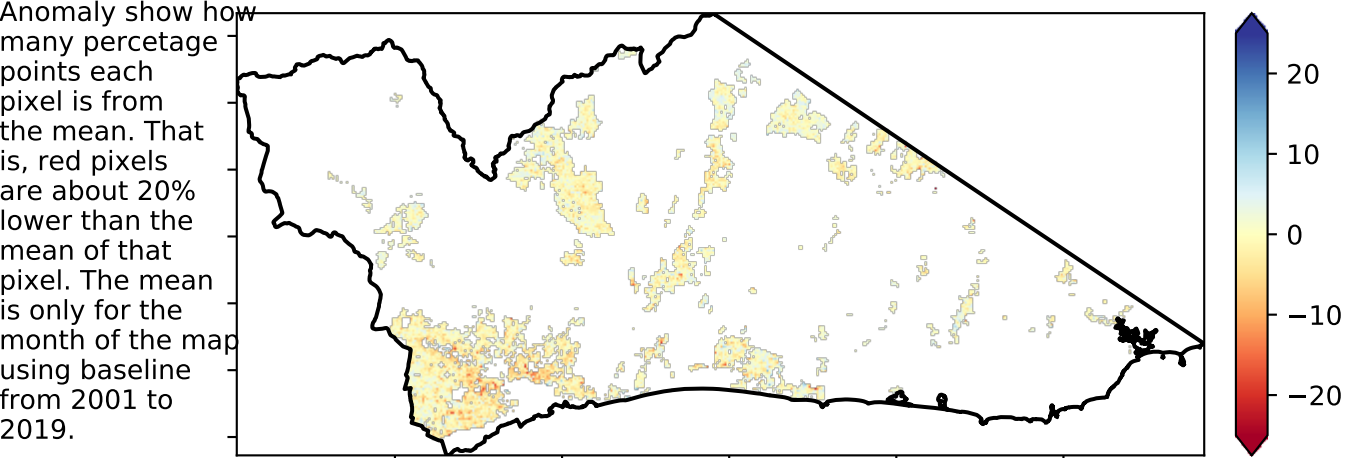 Anomaly show how
many percetage
points each
pixel is from
the mean. That
is, red pixels
are about 20%
lower than the
mean of that
pixel. The mean
is only for the
month of the map
using baseline
from 2001 to
2019.
20
10
0
−10
−20